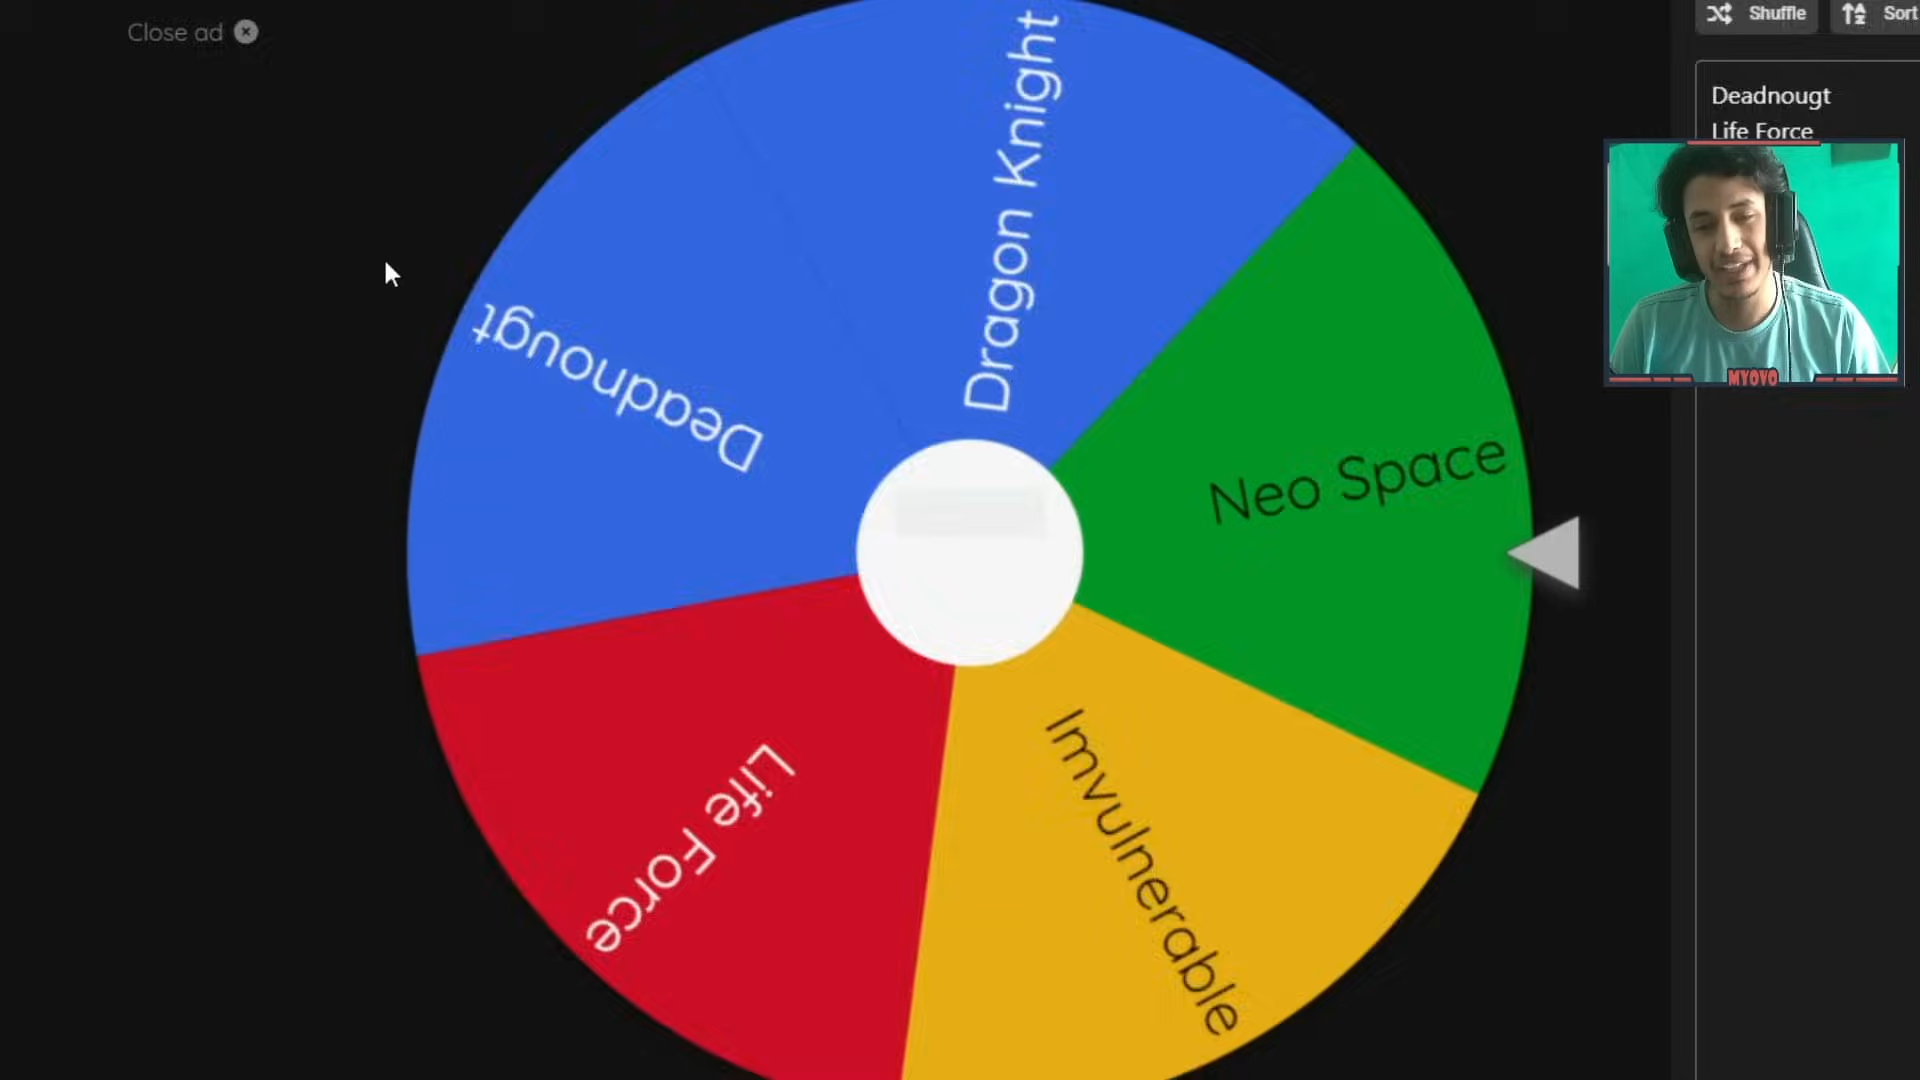 Close ad
Shuffle
Sort
Deadnougt
Life Force
Dragon Knight
Deadnougt
Neo Space
Life Force
Imvulnerable
MYOVO